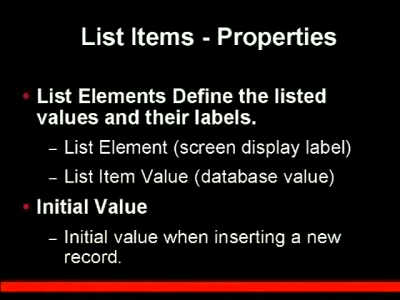 List Items - Properties
• List Elements Define the listed
values and their labels.
– List Element (screen display label)
– List Item Value (database value)
• Initial Value
– Initial value when inserting a new
record.